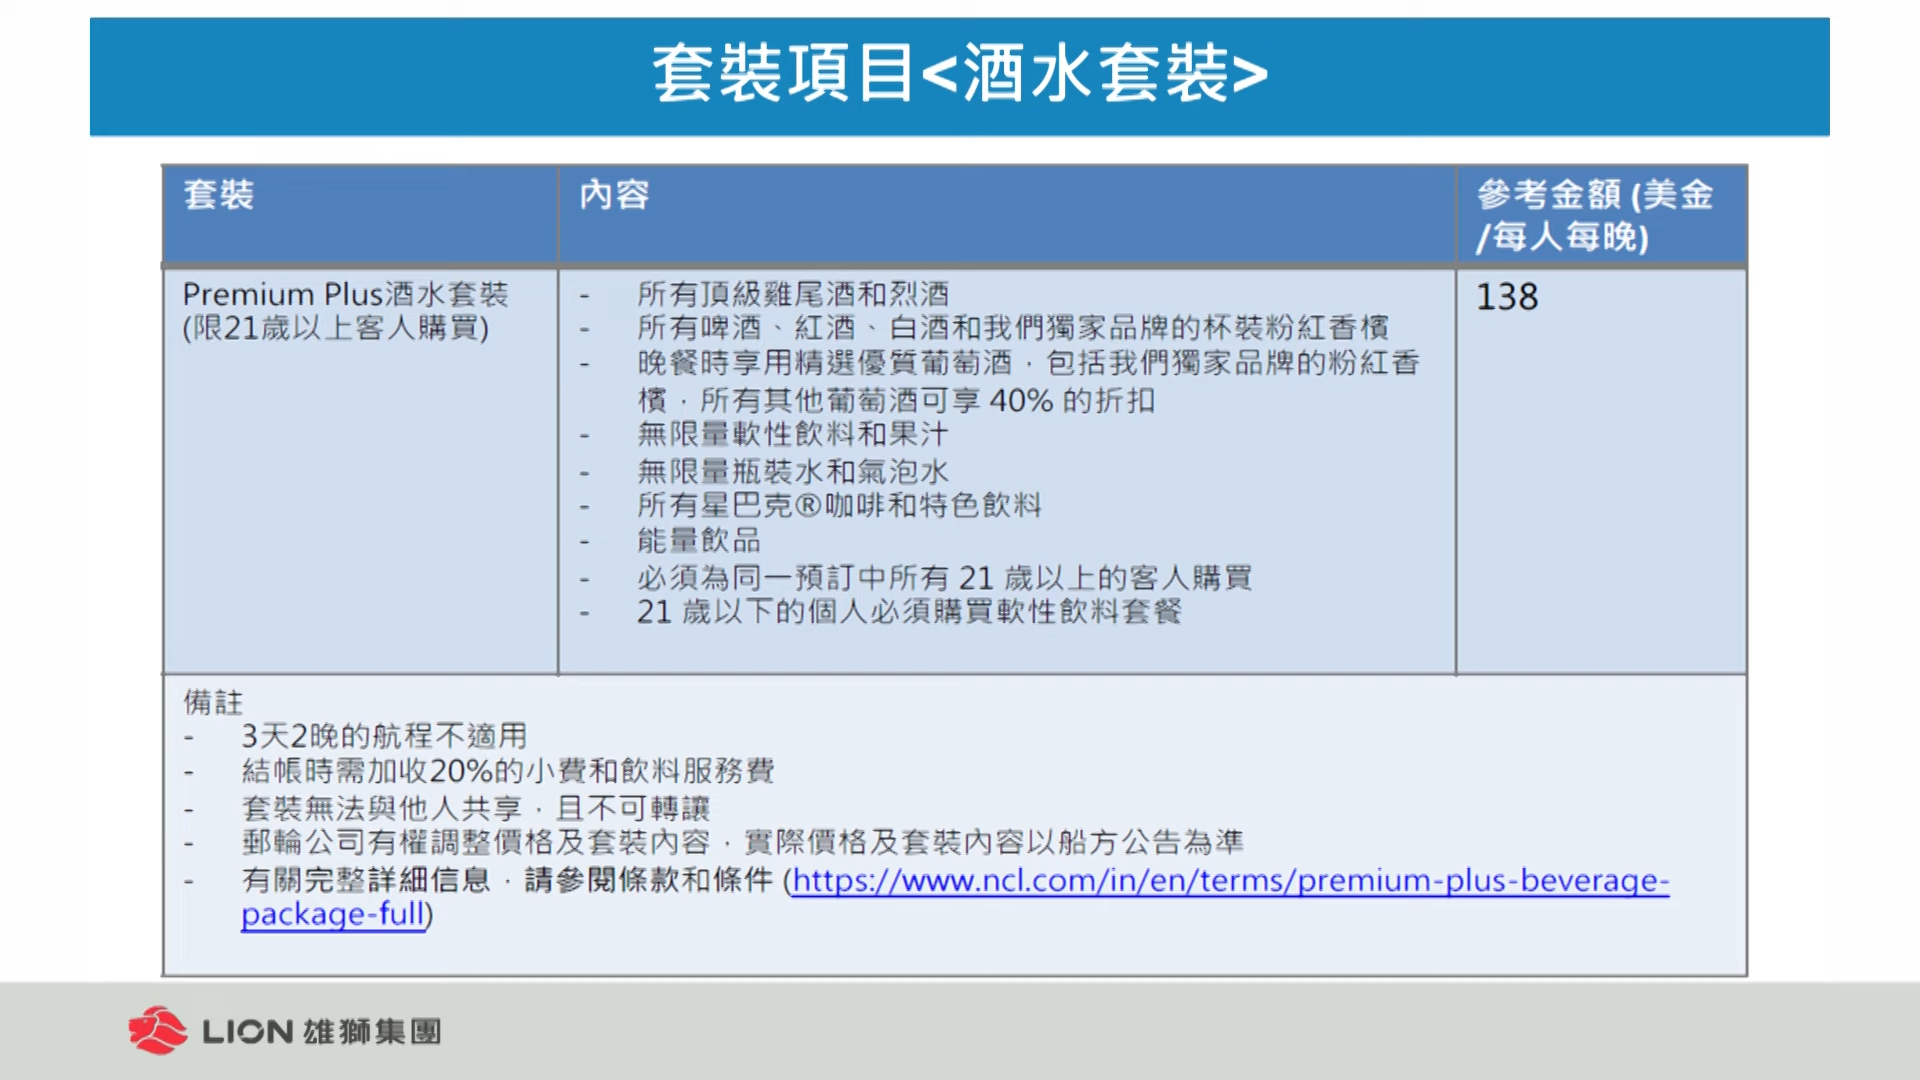 套裝項目<酒水套裝>
套裝
內容
參考金額 (美金
/每人每晚)
Premium Plus酒水套裝
(限21歲以上客人購買)
- 所有頂級雞尾酒和烈酒
- 所有啤酒、紅酒、白酒和我們獨家品牌的杯裝粉紅香檳
- 晚餐時享用精選優質葡萄酒，包括我們獨家品牌的粉紅香
檳，所有其他葡萄酒可享 40% 的折扣
- 無限量軟性飲料和果汁
- 無限量瓶裝水和氣泡水
- 所有星巴克®咖啡和特色飲料
- 能量飲品
- 必須為同一預訂中所有 21 歲以上的客人購買
- 21 歲以下的個人必須購買軟性飲料套餐
138
備註
- 3天2晚的航程不適用
- 結帳時需加收20%的小費和飲料服務費
- 套裝無法與他人共享，且不可轉讓
- 郵輪公司有權調整價格及套裝內容，實際價格及套裝內容以船方公告為準
- 有關完整詳細信息，請參閱條款和條件 (https://www.ncl.com/in/en/terms/premium-plus-beverage-
package-full)
LION 雄獅集團